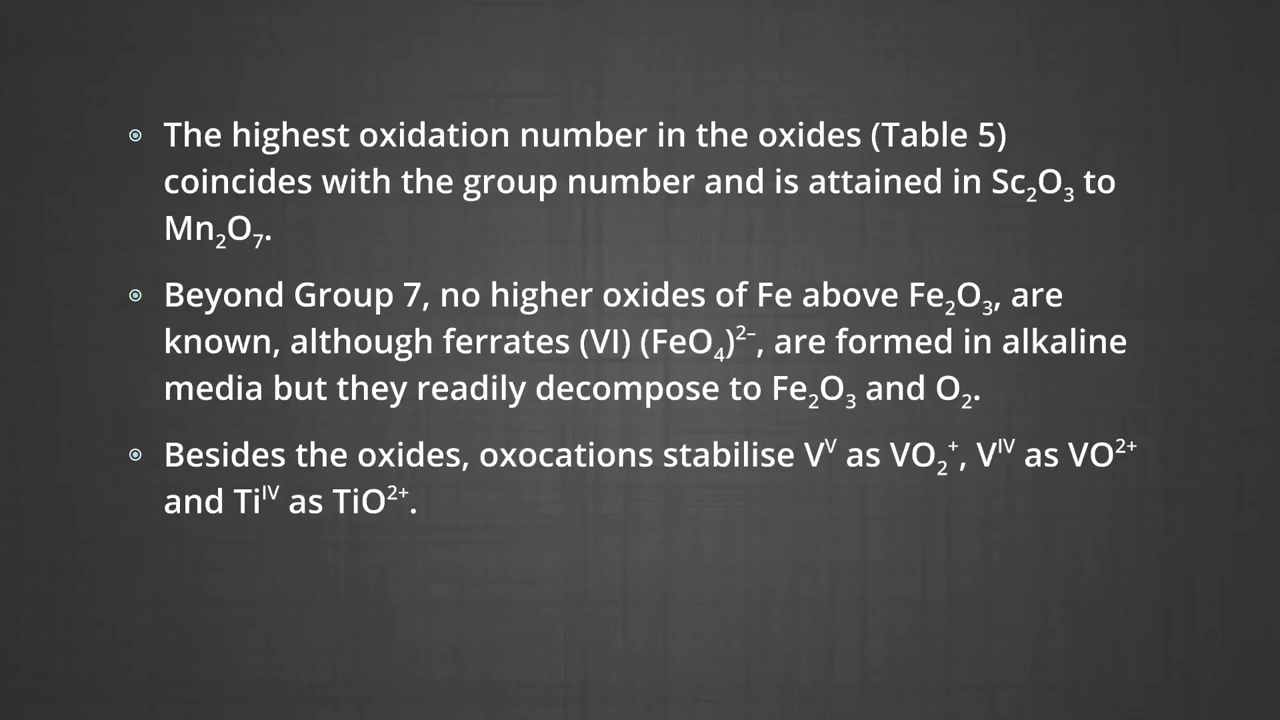 The highest oxidation number in the oxides (Table 5)
coincides with the group number and is attained in Sc₂O₃ to
Mn₂O₇.
Beyond Group 7, no higher oxides of Fe above Fe₂O₃, are
known, although ferrates (VI) (FeO₄)²⁻, are formed in alkaline
media but they readily decompose to Fe₂O₃ and O₂.
Besides the oxides, oxocations stabilise Vⱽ as VO₂⁺, Vᴵⱽ as VO²⁺
and Tiᴵⱽ as TiO²⁺.